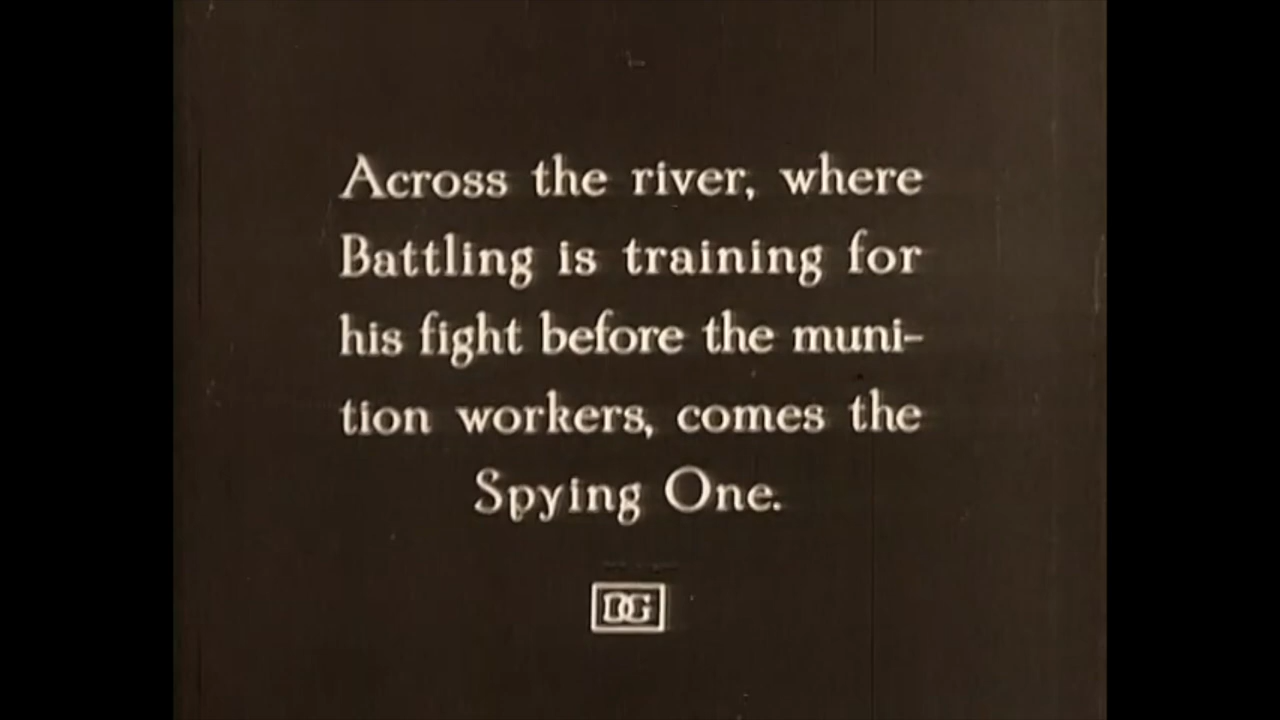 Across the river, where
Battling is training for
his fight before the muni-
tion workers, comes the
Spying One.
DG